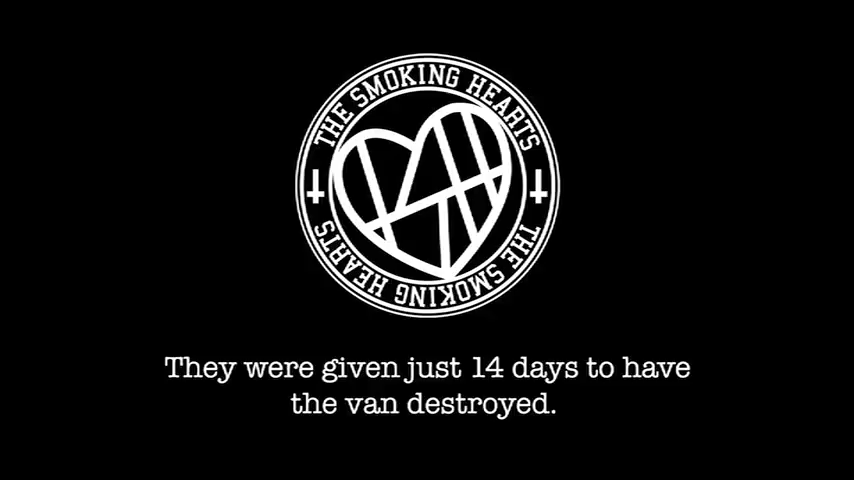 THE SMOKING HEARTS
THE SMOKING HEARTS
They were given just 14 days to have
the van destroyed.